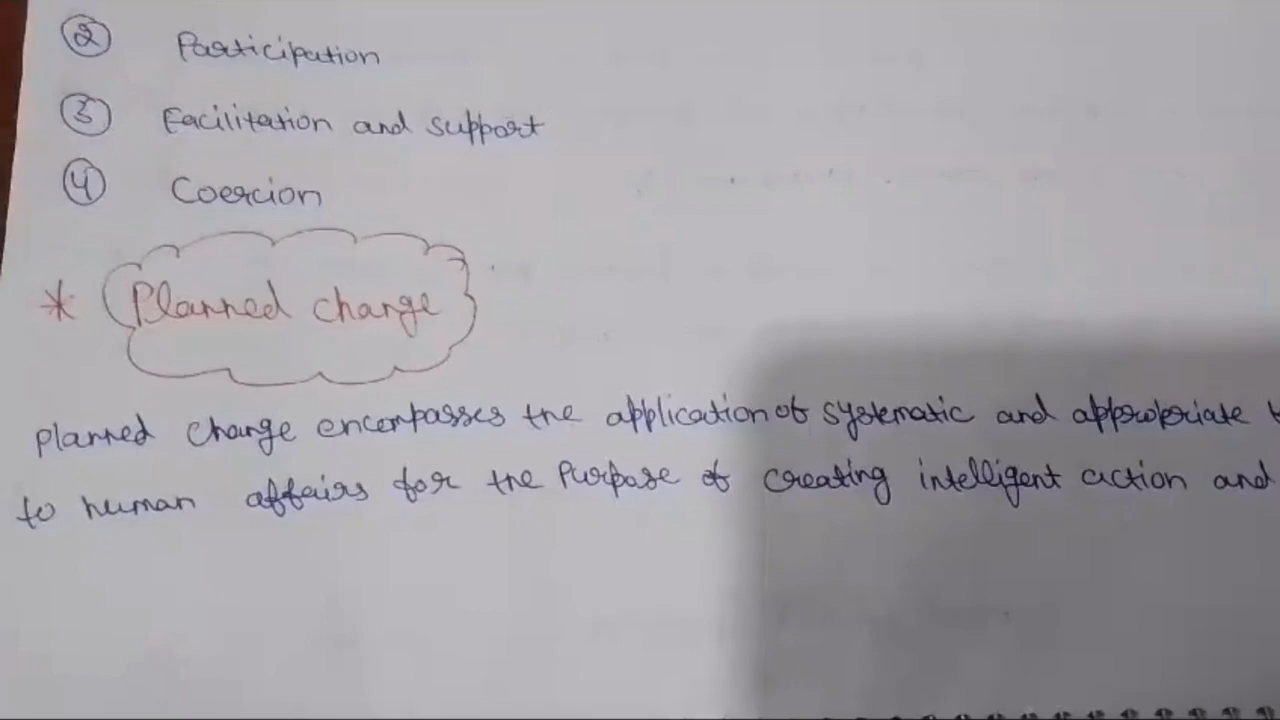 ② Participation
③ Facilitation and support
④ Coercion
* Planned change
planned change encompasses the application of systematic and appropriate
to human affairs for the Purpose of creating intelligent action and